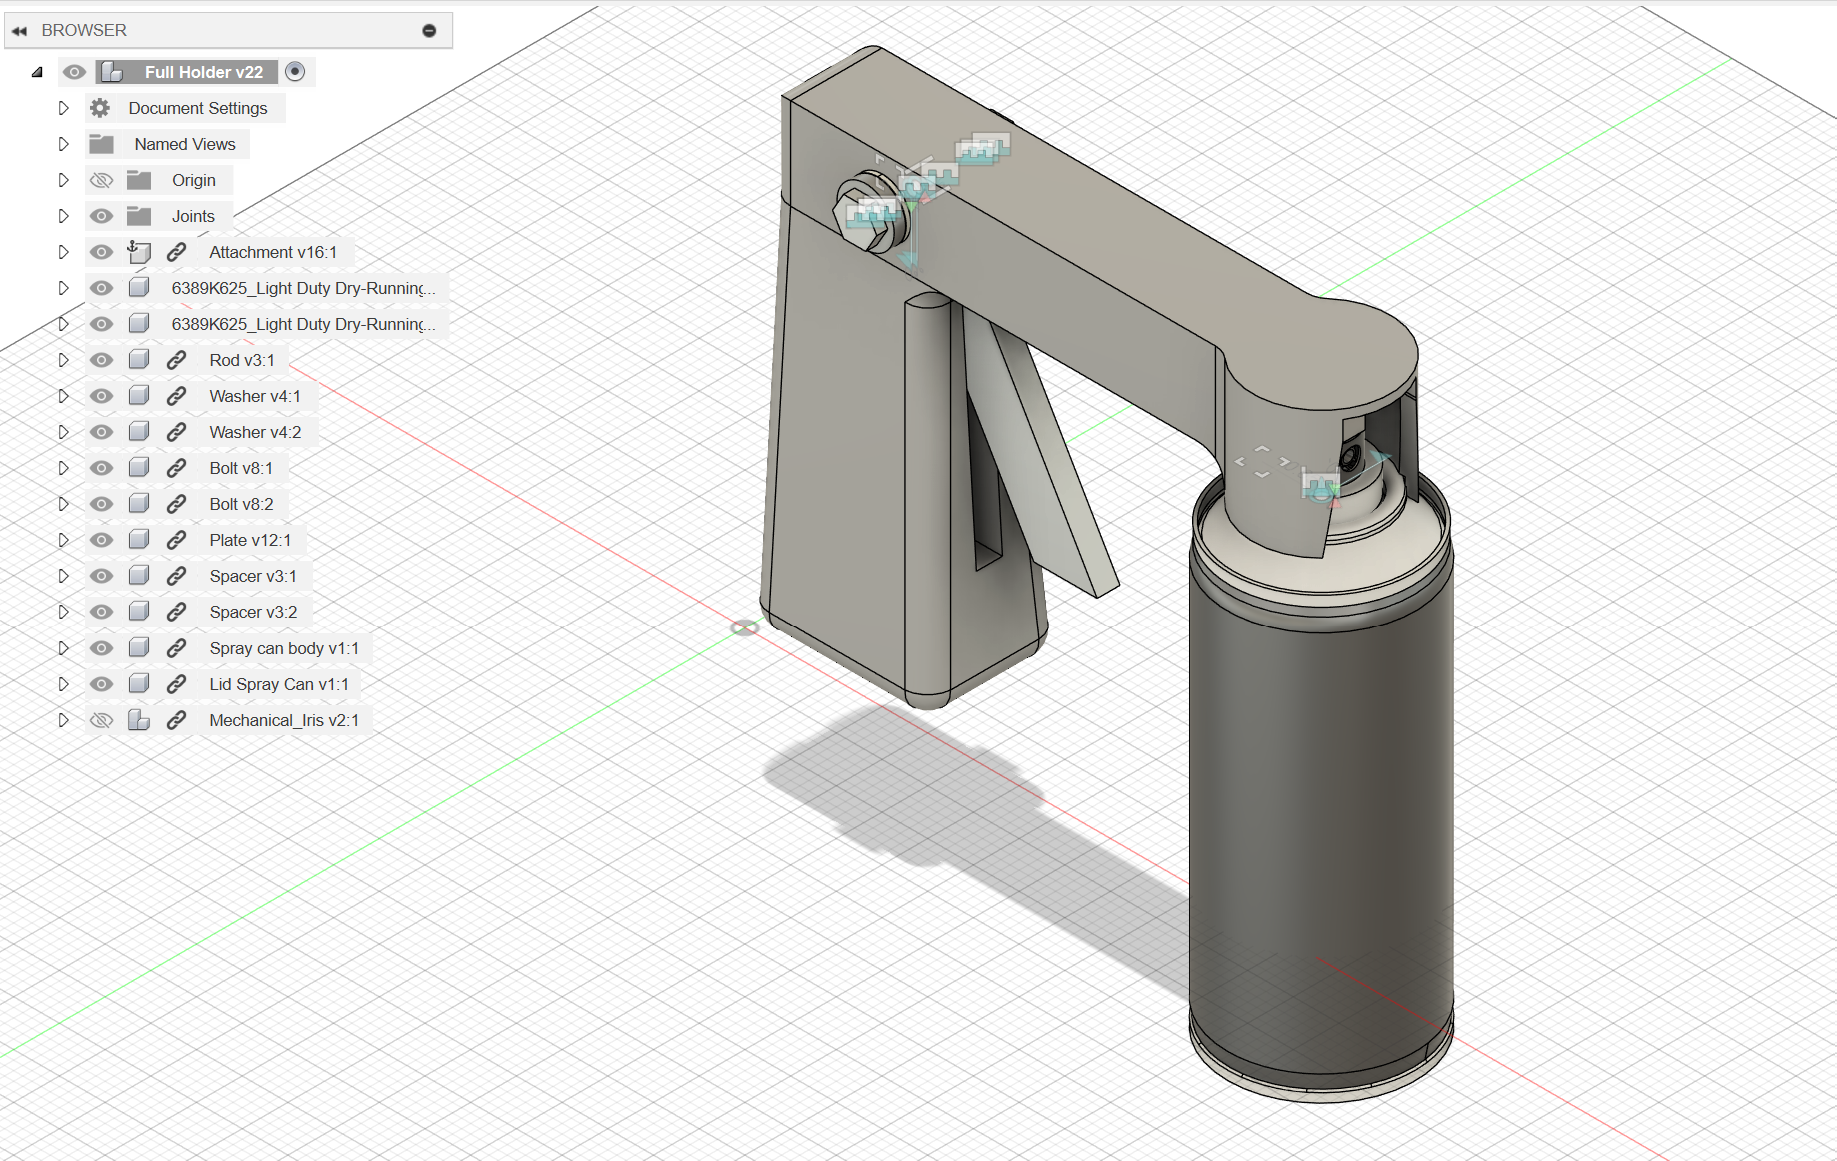 BROWSER
Full Holder v22
Document Settings
Named Views
Origin
Joints
Attachment v16:1
6389K625_Light Duty Dry-Running...
6389K625_Light Duty Dry-Running...
Rod v3:1
Washer v4:1
Washer v4:2
Bolt v8:1
Bolt v8:2
Plate v12:1
Spacer v3:1
Spacer v3:2
Spray can body v1:1
Lid Spray Can v1:1
Mechanical_Iris v2:1